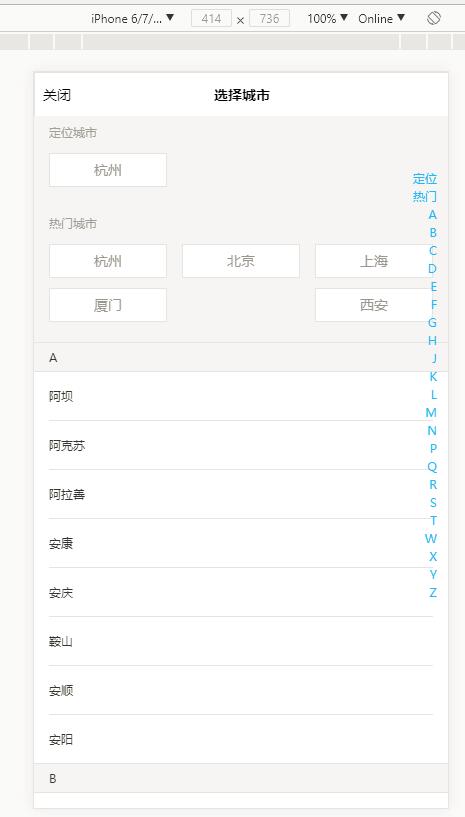 iPhone 6/7/... ▼ 414 × 736 100% ▼ Online ▼
关闭 选择城市
定位城市
杭州
热门城市
杭州 北京 上海
厦门 西安
A
阿坝
阿克苏
阿拉善
安康
安庆
鞍山
安顺
安阳
B
定位
热门
A
B
C
D
E
F
G
H
J
K
L
M
N
P
Q
R
S
T
W
X
Y
Z